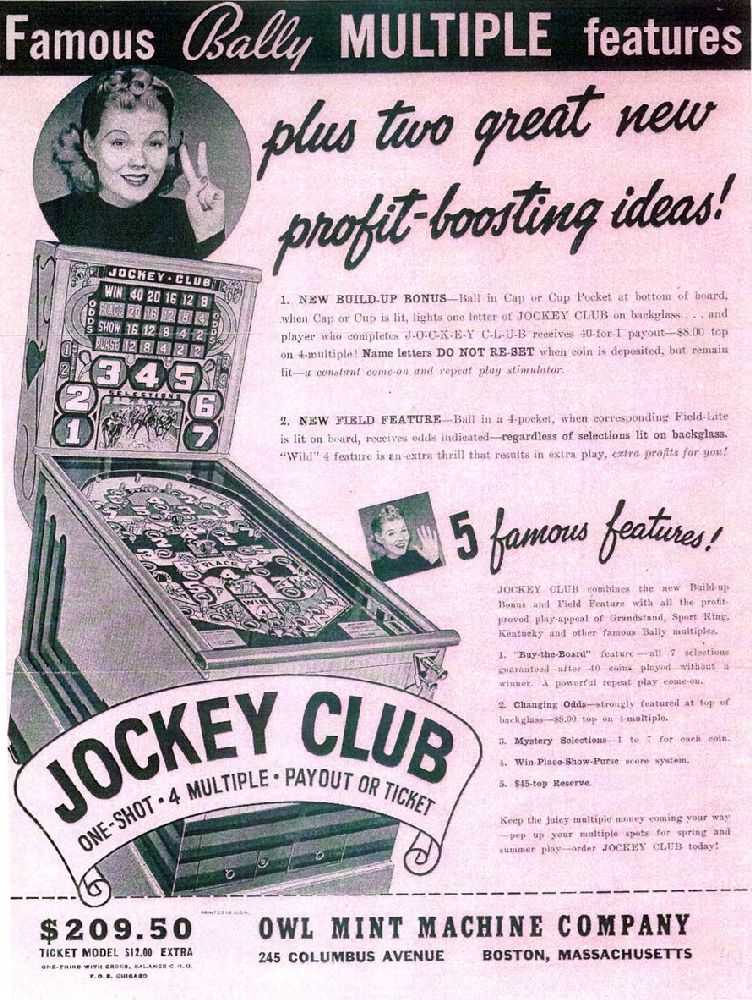 Famous Bally MULTIPLE features
plus two great new
profit-boosting ideas!
JOCKEY·CLUB
WIN 40 20 16 12 8
PLACE 20 16 12 8 4
SHOW 16 12 8 4 2
PURSE 12 8 4 2 2
ODDS
ODDS
3 4 5
SELECTIONS
2 6
1 7
1. NEW BUILD-UP BONUS—Ball in Cap or Cup Pocket at bottom of board,
when Cap or Cup is lit, lights one letter of JOCKEY CLUB on backglass . . . and
player who completes J-O-C-K-E-Y C-L-U-B receives 40-for-1 payout—$8.00 top
on 4-multiple! Name letters DO NOT RE-SET when coin is deposited, but remain
lit—a constant come-on and repeat play stimulator.
2. NEW FIELD FEATURE—Ball in a 4-pocket, when corresponding Field-Lite
is lit on board, receives odds indicated—regardless of selections lit on backglass.
"Wild" 4 feature is an extra thrill that results in extra play, extra profits for you!
5 famous features!
JOCKEY CLUB combines the new Build-up
Bonus and Field Feature with all the profit-
proved play-appeal of Grandstand, Sport King,
Kentucky and other famous Bally multiples.
1. "Buy-the-Board" feature—all 7 selections
guaranteed after 40 coins played without a
winner. A powerful repeat play come-on.
2. Changing Odds—strongly featured at top of
backglass—$8.00 top on 4-multiple.
3. Mystery Selections—1 to 7 for each coin.
4. Win-Place-Show-Purse score system.
5. $45-top Reserve.
Keep the juicy multiple money coming your way
—pep up your multiple spots for spring and
summer play—order JOCKEY CLUB today!
PLACE
WIN
JOCKEY CLUB
ONE-SHOT • 4 MULTIPLE • PAYOUT OR TICKET
PRINTED IN U.S.A.
$209.50
TICKET MODEL $12.00 EXTRA
ONE-THIRD WITH ORDER, BALANCE C.O.D.
F.O.B. CHICAGO
OWL MINT MACHINE COMPANY
245 COLUMBUS AVENUE BOSTON, MASSACHUSETTS